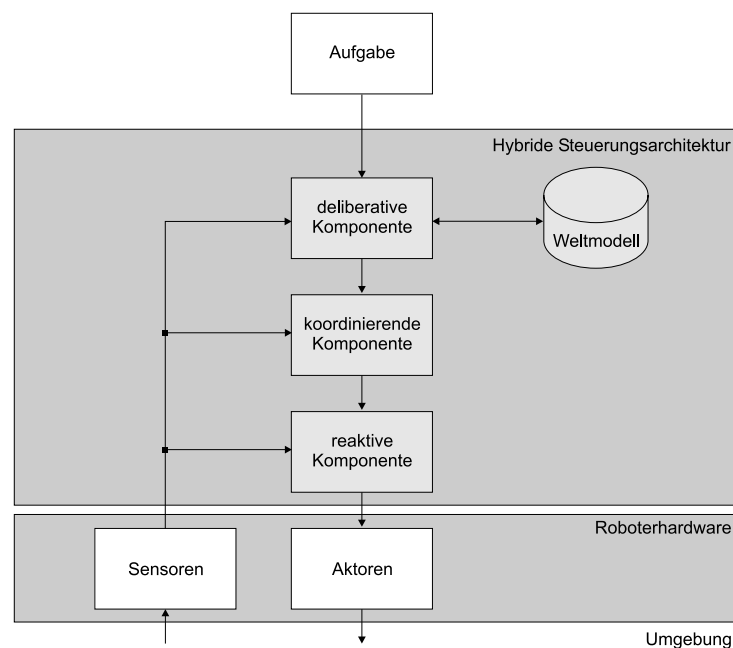 Aufgabe
Hybride Steuerungsarchitektur
deliberative
Komponente
Weltmodell
koordinierende
Komponente
reaktive
Komponente
Roboterhardware
Sensoren
Aktoren
Umgebung